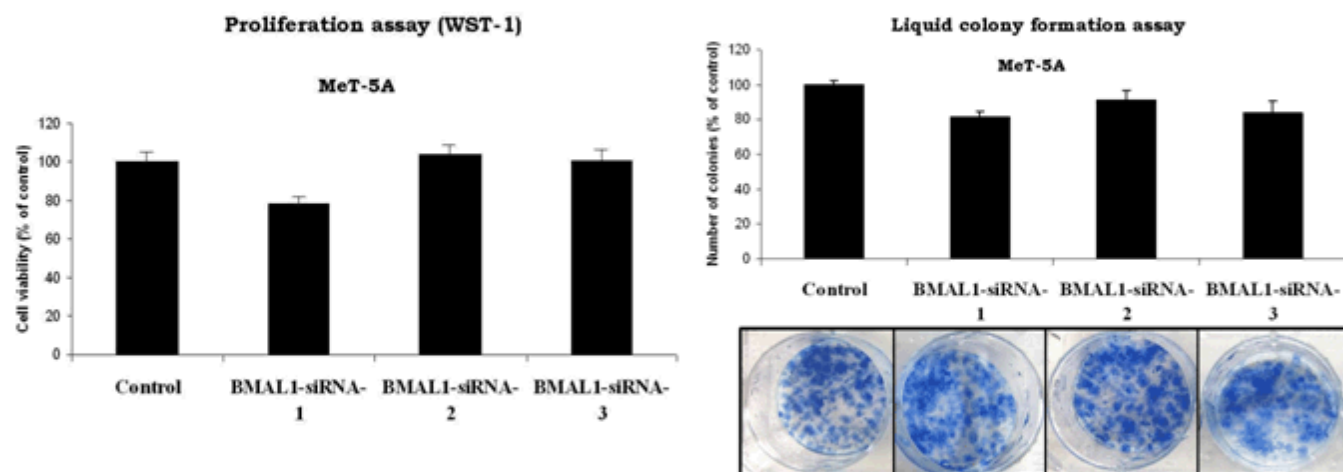 Proliferation assay (WST-1)
MeT-5A
Cell viability (% of control)
120
100
80
60
40
20
0
Control
BMAL1-siRNA-
1
BMAL1-siRNA-
2
BMAL1-siRNA-
3
Liquid colony formation assay
MeT-5A
Number of colonies (% of control)
120
100
80
60
40
20
0
Control
BMAL1-siRNA-
1
BMAL1-siRNA-
2
BMAL1-siRNA-
3